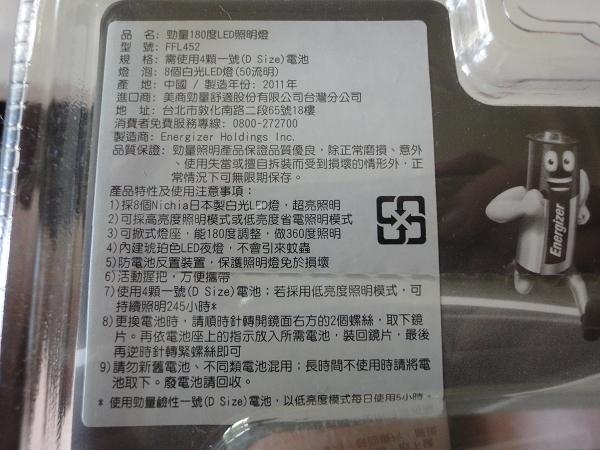 品　名: 勁量180度LED照明燈
型　號: FFL452
規　格: 需使用4顆一號(D Size)電池
燈　泡: 8個白光LED燈(50流明)
產　地: 中國 / 製造年份: 2011年
進口商: 美商勁量舒適股份有限公司台灣分公司
地　址: 台北市敦化南路二段65號18樓
消費者免費服務專線: 0800-272700
製造商: Energizer Holdings Inc.
品質保證: 勁量照明產品保證品質優良，除正常磨損、意外
、使用失當或擅自拆裝而受到損壞的情形外，正
常情況下可無限期保存。
產品特性及使用注意事項：
1)採8個Nichia日本製白光LED燈，超亮照明
2)可採高亮度照明模式或低亮度省電照明模式
3)可掀式燈座，能180度調整，做360度照明
4)內建琥珀色LED夜燈，不會引來蚊蟲
5)防電池反置裝置，保護照明燈免於損壞
6)活動握把，方便攜帶
7)使用4顆一號(D Size)電池；若採用低亮度照明模式，可
持續照明245小時*
8)更換電池時，請順時針轉開鏡面右方的2個螺絲，取下鏡
片。再依電池座上的指示放入所需電池，裝回鏡片，最後
再逆時針轉緊螺絲即可
9)請勿新舊電池、不同類電池混用；長時間不使用時請將電
池取下。廢電池請回收。
* 使用勁量鹼性一號(D Size)電池，以低亮度模式每日使用5小時。
Energizer